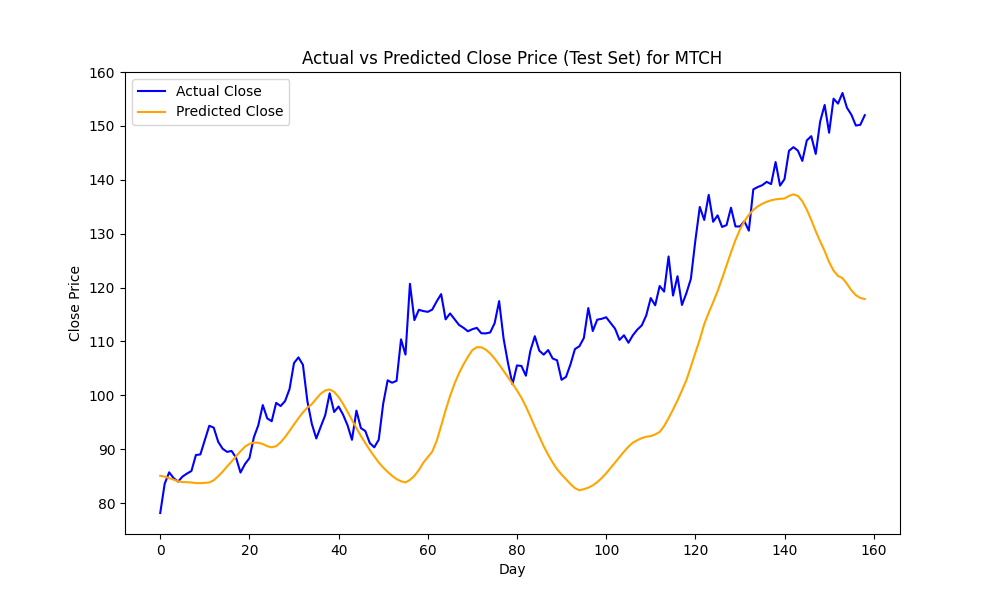 Actual vs Predicted Close Price (Test Set) for MTCH
Actual Close
Predicted Close
Close Price
160
150
140
130
120
110
100
90
80
0 20 40 60 80 100 120 140 160
Day